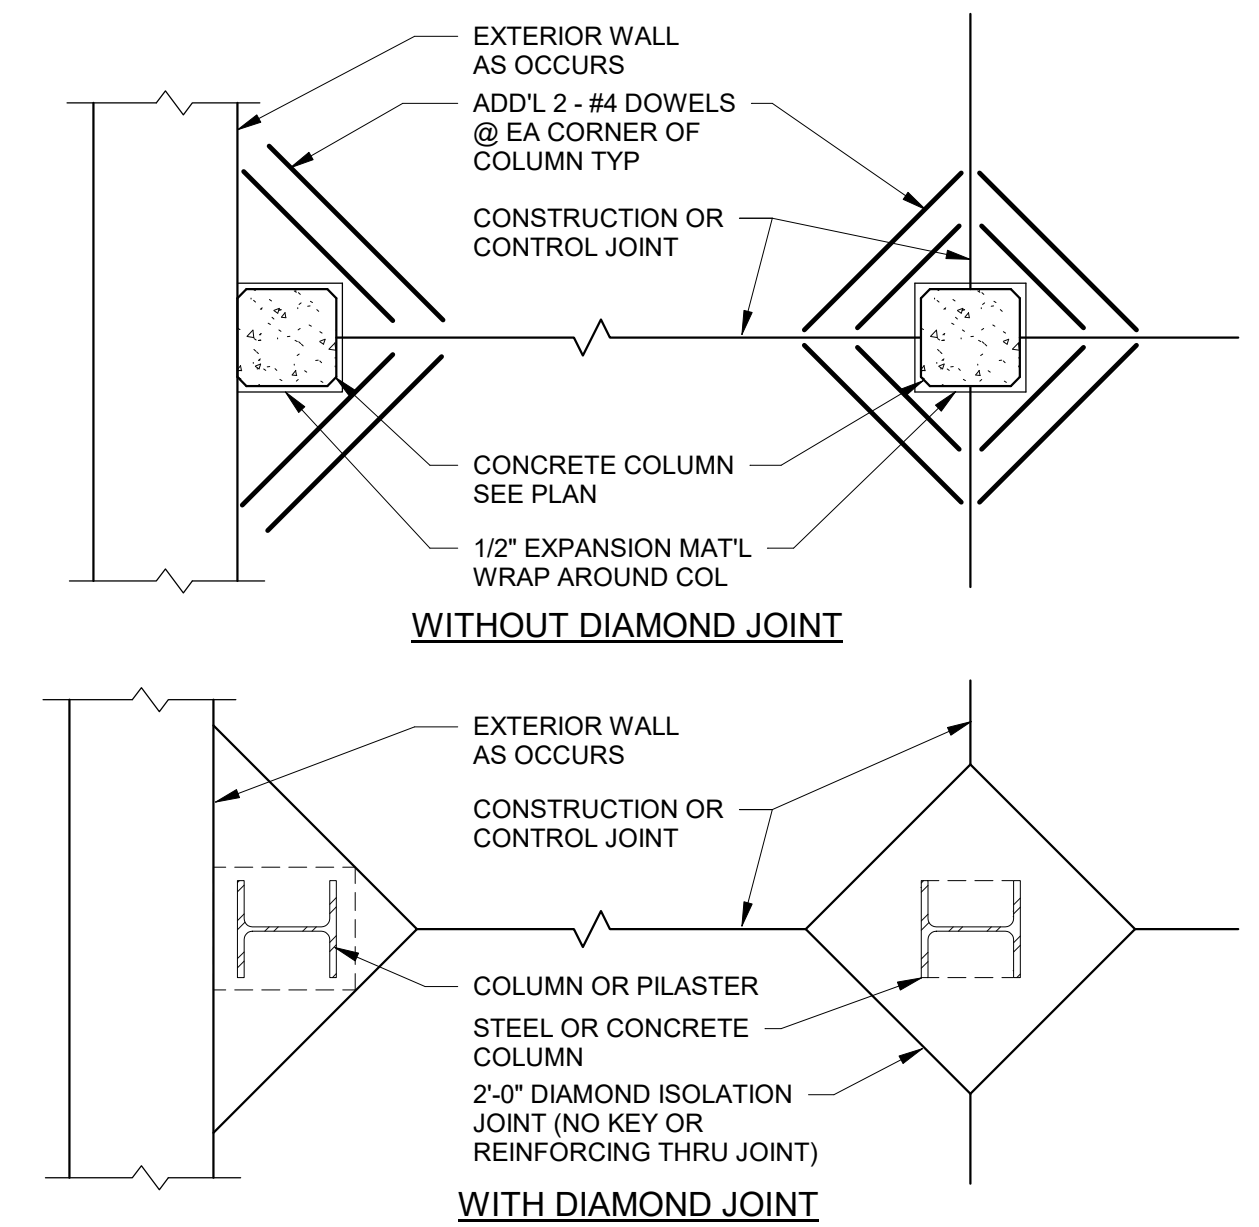 EXTERIOR WALL
AS OCCURS
ADD'L 2 - #4 DOWELS
@ EA CORNER OF
COLUMN TYP
CONSTRUCTION OR
CONTROL JOINT
CONCRETE COLUMN
SEE PLAN
1/2" EXPANSION MAT'L
WRAP AROUND COL
WITHOUT DIAMOND JOINT
EXTERIOR WALL
AS OCCURS
CONSTRUCTION OR
CONTROL JOINT
COLUMN OR PILASTER
STEEL OR CONCRETE
COLUMN
2'-0" DIAMOND ISOLATION
JOINT (NO KEY OR
REINFORCING THRU JOINT)
WITH DIAMOND JOINT